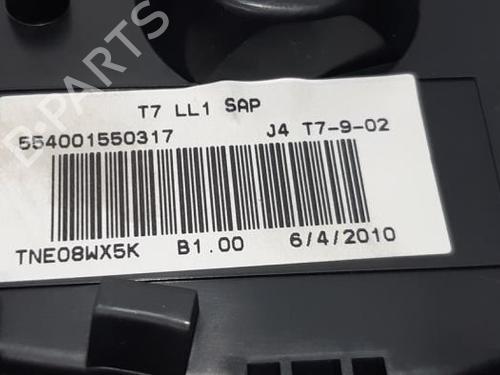 B-PARTS
T7 LL1 SAP
554001550317 J4 T7-9-02
TNE08WX5K B1.00 6/4/2010